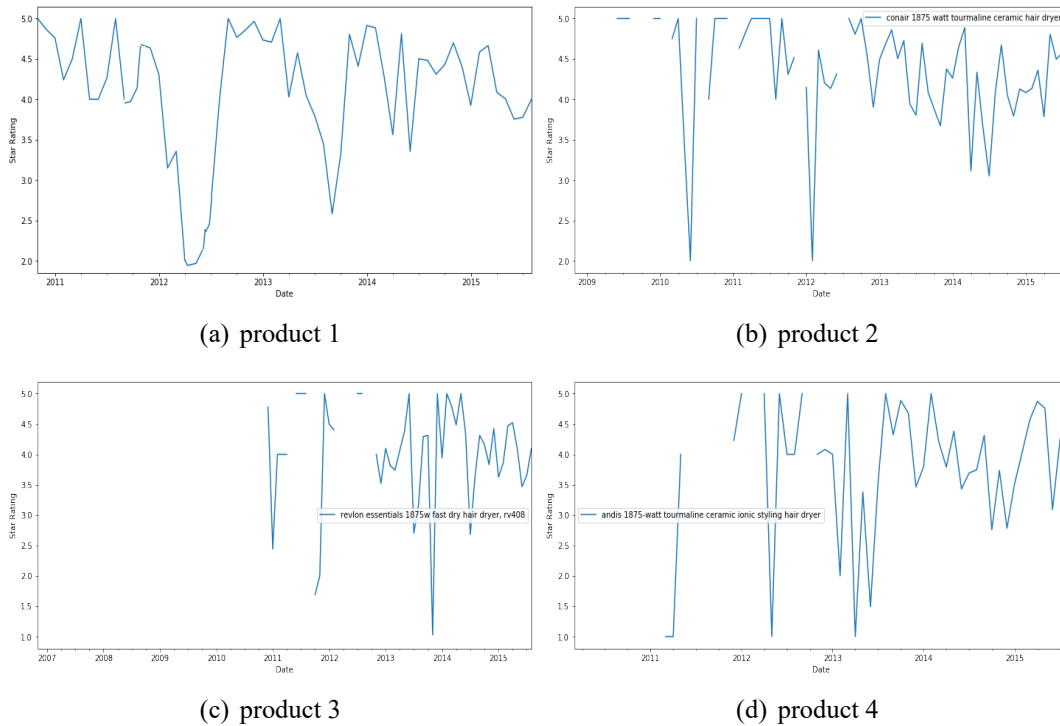 5.0
4.5
4.0
3.5
3.0
2.5
2.0
Star Rating
2011 2012 2013 2014 2015
Date
(a) product 1
conair 1875 watt tourmaline ceramic hair dryer
5.0
4.5
4.0
3.5
3.0
2.5
2.0
Star Rating
2009 2010 2011 2012 2013 2014 2015
Date
(b) product 2
5.0
4.5
4.0
3.5
3.0
2.5
2.0
1.5
1.0
Star Rating
revlon essentials 1875w fast dry hair dryer, rv408
2007 2008 2009 2010 2011 2012 2013 2014 2015
Date
(c) product 3
5.0
4.5
4.0
3.5
3.0
2.5
2.0
1.5
1.0
Star Rating
andis 1875-watt tourmaline ceramic ionic styling hair dryer
2011 2012 2013 2014 2015
Date
(d) product 4